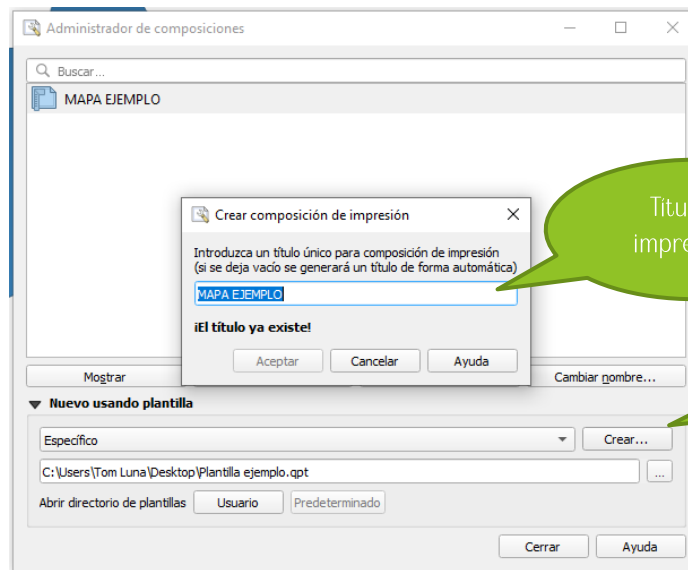 Administrador de composiciones
Buscar...
MAPA EJEMPLO
Crear composición de impresión
Introduzca un título único para composición de impresión
(si se deja vacío se generará un título de forma automática)
MAPA EJEMPLO
¡El título ya existe!
Aceptar Cancelar Ayuda
Títu
impre
Mostrar Cambiar nombre...
Nuevo usando plantilla
Específico Crear...
C:\Users\Tom Luna\Desktop\Plantilla ejemplo.qpt ...
Abrir directorio de plantillas Usuario Predeterminado
Cerrar Ayuda